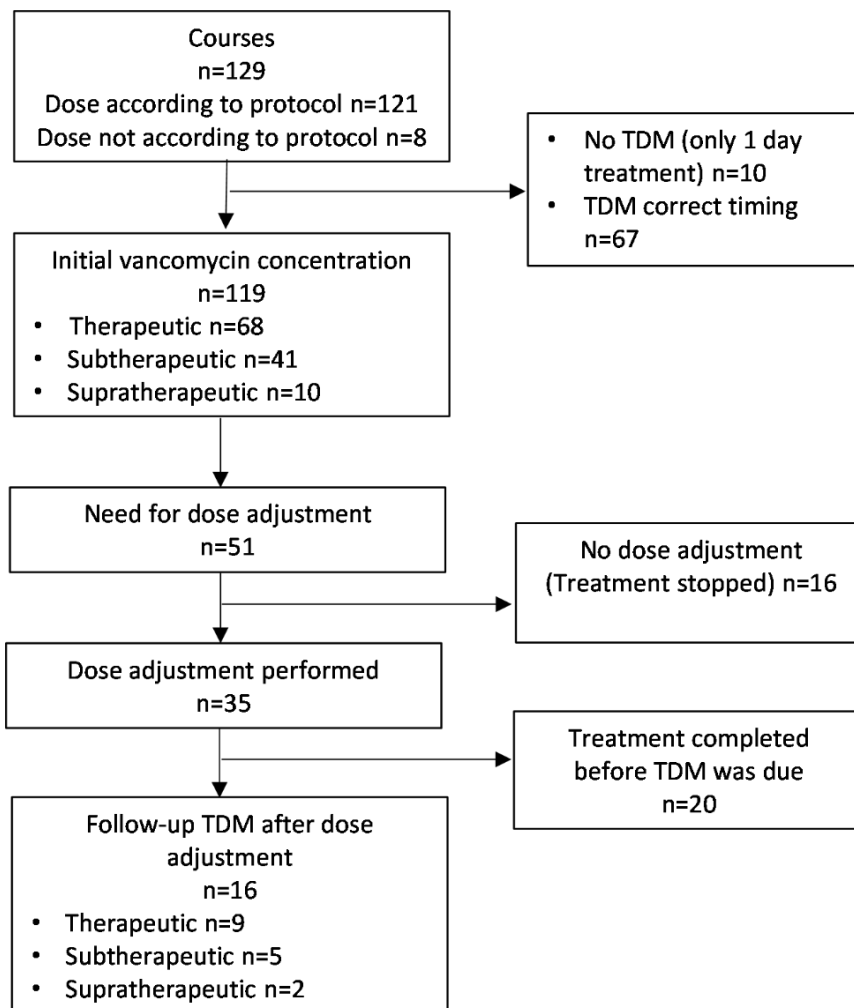 Courses
n=129
Dose according to protocol n=121
Dose not according to protocol n=8
• No TDM (only 1 day
treatment) n=10
• TDM correct timing
n=67
Initial vancomycin concentration
n=119
• Therapeutic n=68
• Subtherapeutic n=41
• Supratherapeutic n=10
Need for dose adjustment
n=51
No dose adjustment
(Treatment stopped) n=16
Dose adjustment performed
n=35
Treatment completed
before TDM was due
n=20
Follow-up TDM after dose
adjustment
n=16
• Therapeutic n=9
• Subtherapeutic n=5
• Supratherapeutic n=2